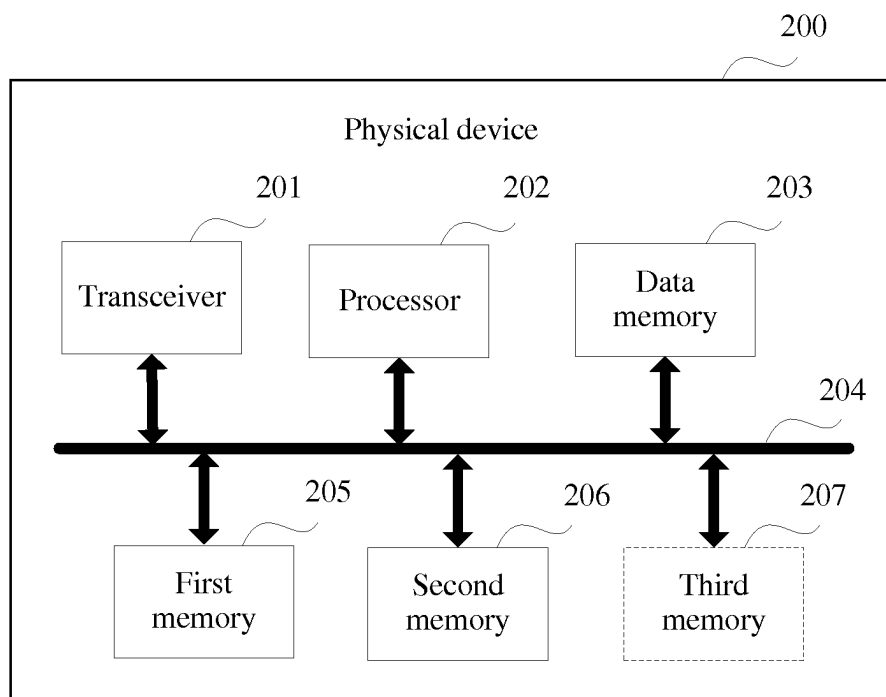 200
Physical device
201
202
203
Transceiver
Processor
Data
memory
204
205
206
207
First
memory
Second
memory
Third
memory